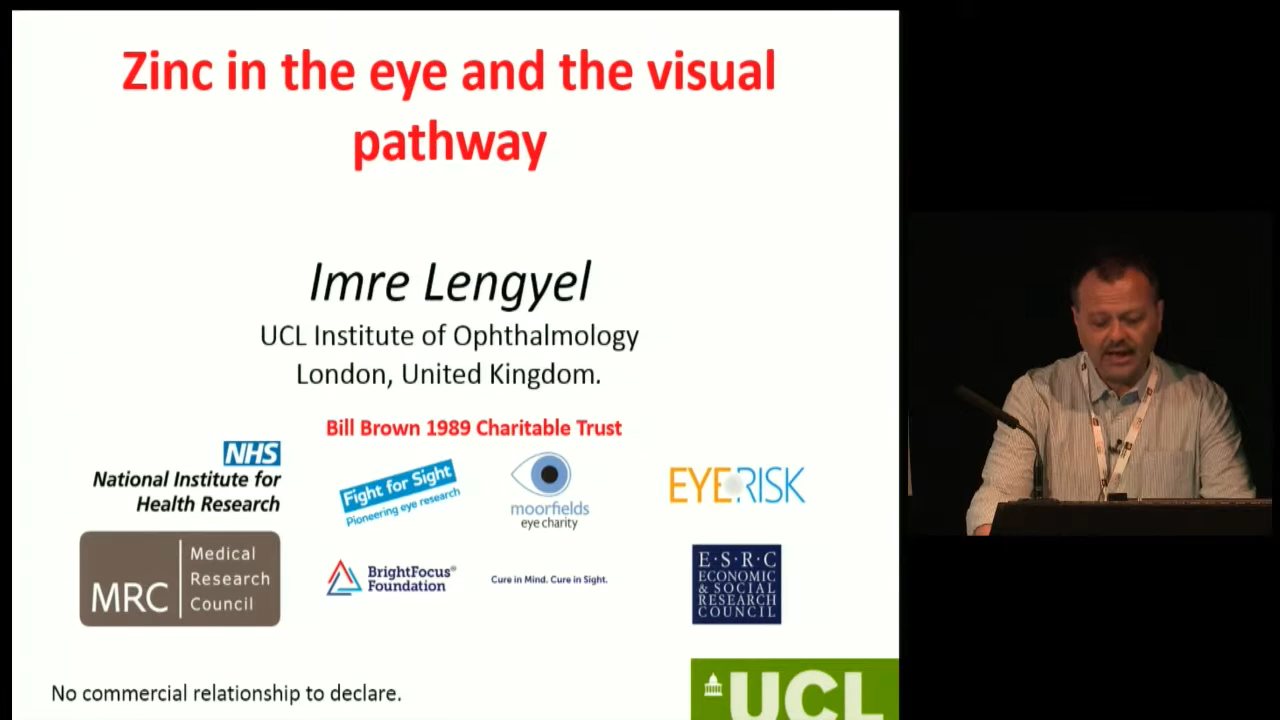 Zinc in the eye and the visual
pathway
Imre Lengyel
UCL Institute of Ophthalmology
London, United Kingdom.
Bill Brown 1989 Charitable Trust
NHS
National Institute for
Health Research
Fight for Sight
Pioneering eye research
moorfields
eye charity
EYERISK
MRC
Medical
Research
Council
BrightFocus®
Foundation
Cure in Mind. Cure in Sight.
E·S·R·C
ECONOMIC
& SOCIAL
RESEARCH
COUNCIL
No commercial relationship to declare.
UCL